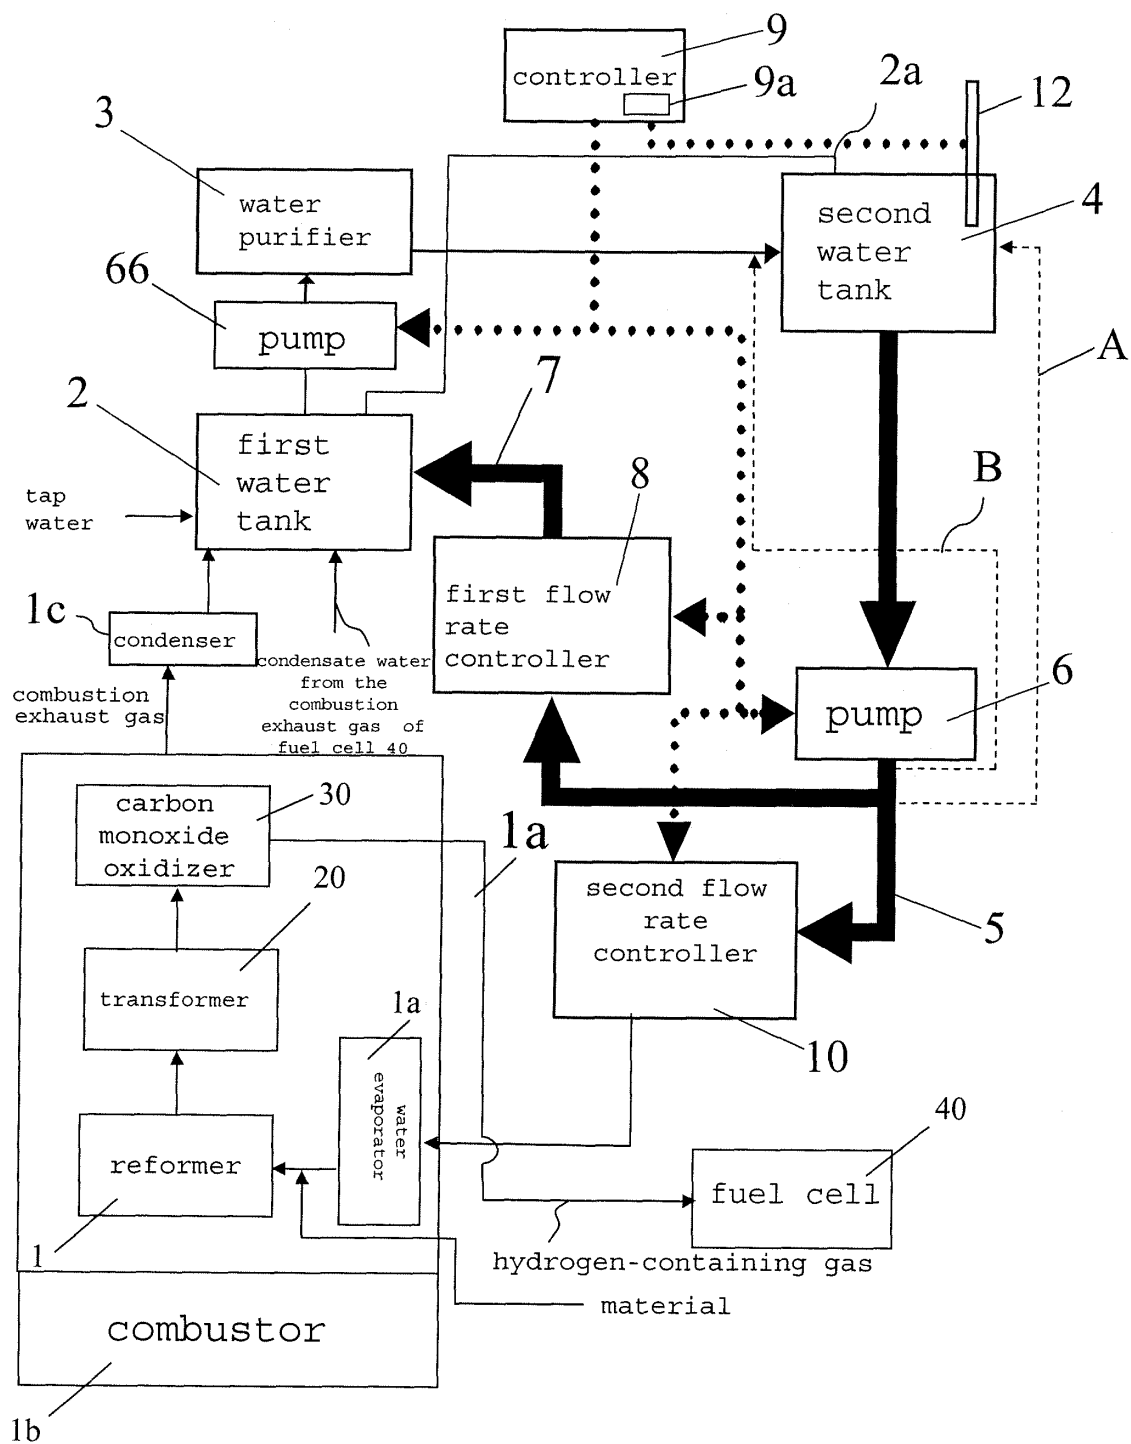 9
controller
9a
2a
12
3
water
purifier
second
water
tank
4
66
pump
A
7
2
first
water
tank
8
B
tap
water
first flow
rate
controller
1c
condenser
condensate water
from the
combustion
exhaust gas of
fuel cell 40
combustion
exhaust gas
6
pump
carbon
monoxide
oxidizer
30
1a
second flow
rate
controller
5
20
transformer
1a
water
evaporator
10
40
reformer
fuel cell
1
hydrogen-containing gas
material
combustor
1b